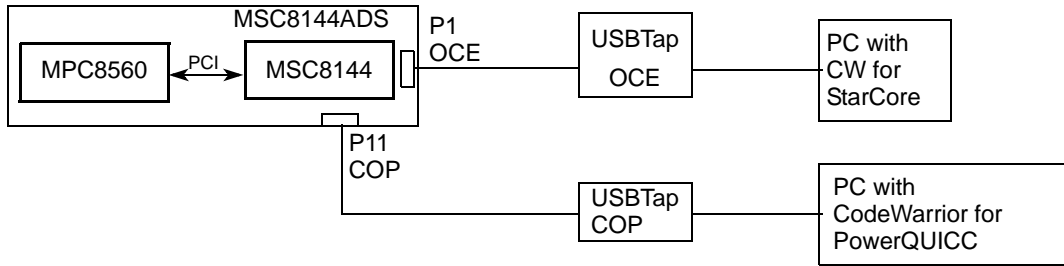 MSC8144ADS
MPC8560
PCI
MSC8144
P1
OCE
USBTap
OCE
PC with
CW for
StarCore
P11
COP
USBTap
COP
PC with
CodeWarrior for
PowerQUICC